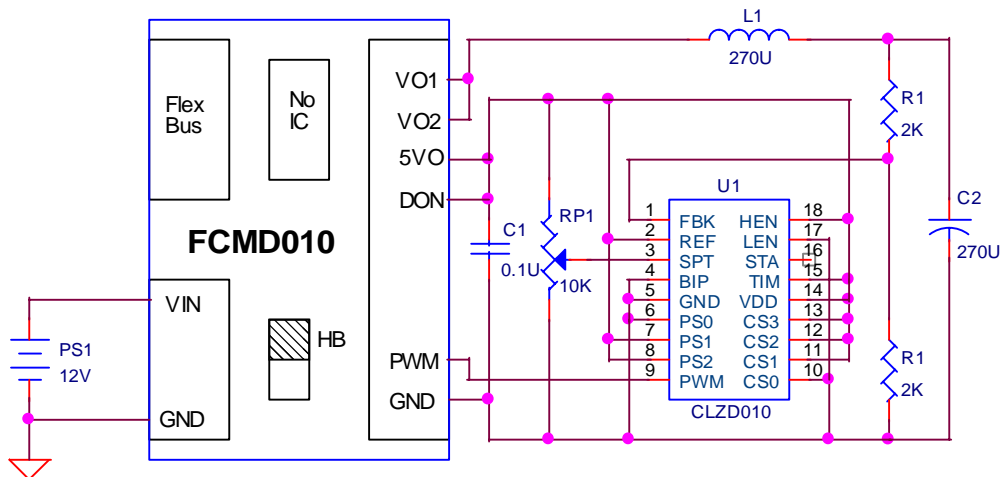 L1
270U
Flex
Bus
No
IC
VO1
VO2
5VO
DON
FCMD010
VIN
GND
HB
PWM
GND
PS1
12V
C1
0.1U
RP1
10K
R1
2K
C2
270U
U1
1 FBK HEN 18
2 REF LEN 17
3 SPT STA 16
4 BIP TIM 15
5 GND VDD 14
6 PS0 CS3 13
7 PS1 CS2 12
8 PS2 CS1 11
9 PWM CS0 10
CLZD010
R1
2K